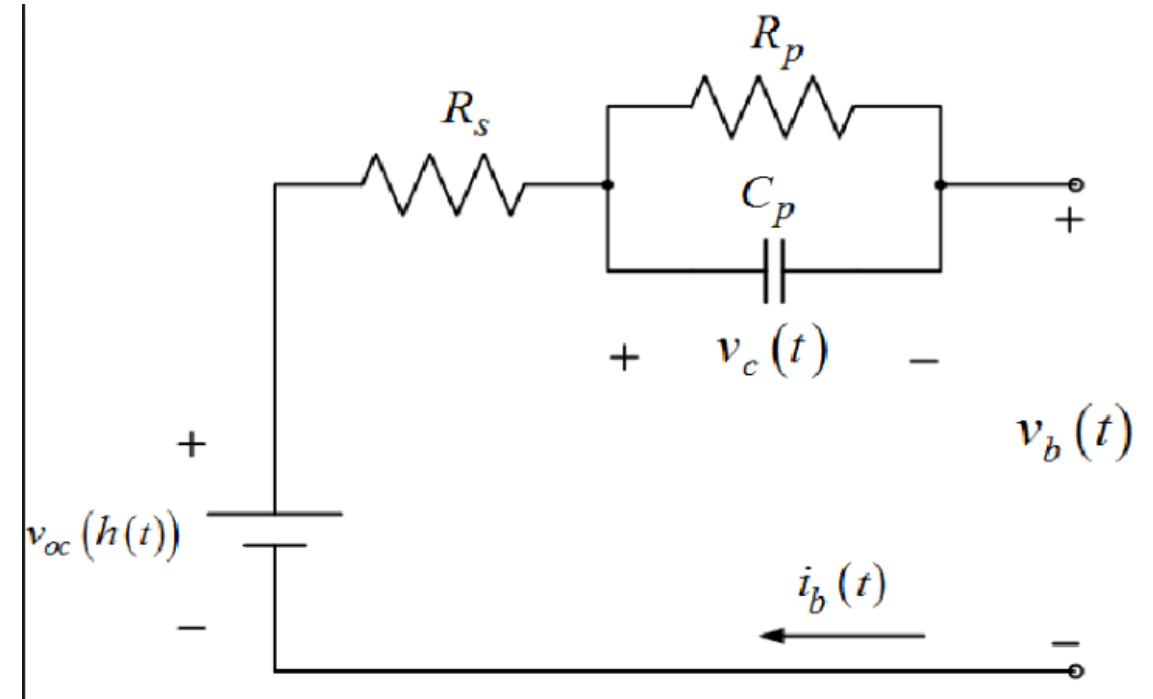 R_p
R_s
C_p
+
+ v_c(t) −
v_b(t)
+
v_oc(h(t))
i_b(t)
−
−